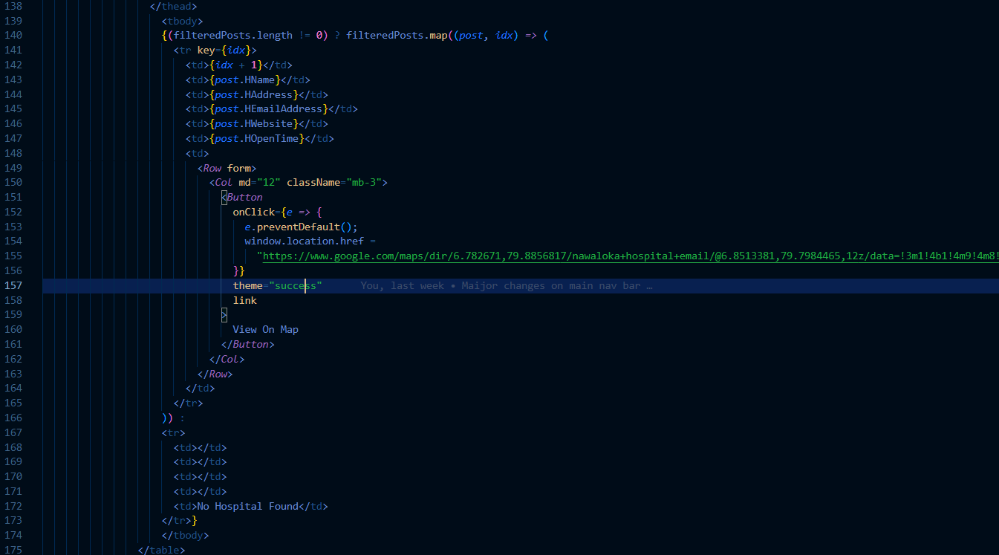 138 </thead>
139 <tbody>
140 {(filteredPosts.length != 0) ? filteredPosts.map((post, idx) => (
141 <tr key={idx}>
142 <td>{idx + 1}</td>
143 <td>{post.HName}</td>
144 <td>{post.HAddress}</td>
145 <td>{post.HEmailAddress}</td>
146 <td>{post.HWebsite}</td>
147 <td>{post.HOpenTime}</td>
148 <td>
149 <Row form>
150 <Col md="12" className="mb-3">
151 <Button
152 onClick={e => {
153 e.preventDefault();
154 window.location.href =
155 "https://www.google.com/maps/dir/6.782671,79.8856817/nawaloka+hospital+email/@6.8513381,79.7984465,12z/data=!3m1!4b1!4m9!4m8!
156 }}
157 theme="success" You, last week • Maijor changes on main nav bar …
158 link
159 >
160 View On Map
161 </Button>
162 </Col>
163 </Row>
164 </td>
165 </tr>
166 )) :
167 <tr>
168 <td></td>
169 <td></td>
170 <td></td>
171 <td></td>
172 <td>No Hospital Found</td>
173 </tr>}
174 </tbody>
175 </table>